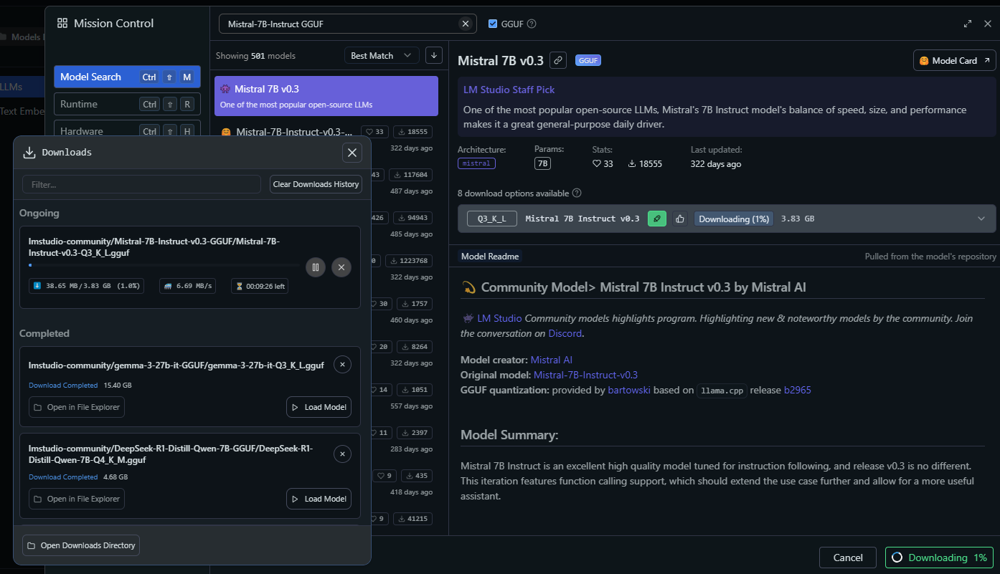 Models
LLMs
Text Embe
Mission Control
Model Search Ctrl ⇧ M
Runtime Ctrl ⇧ R
Hardware Ctrl ⇧ H
Mistral-7B-Instruct GGUF
GGUF
Showing 501 models
Best Match
Mistral 7B v0.3
One of the most popular open-source LLMs
Mistral-7B-Instruct-v0.3-... 33 18555
322 days ago
43 117604
487 days ago
426 94943
485 days ago
0 1223768
322 days ago
30 1757
460 days ago
20 8264
322 days ago
14 1051
557 days ago
11 2397
283 days ago
9 435
418 days ago
9 41215
Downloads
Filter...
Clear Downloads History
Ongoing
lmstudio-community/Mistral-7B-Instruct-v0.3-GGUF/Mistral-7B-
Instruct-v0.3-Q3_K_L.gguf
38.65 MB/3.83 GB (1.0%)
6.69 MB/s
00:09:26 left
Completed
lmstudio-community/gemma-3-27b-it-GGUF/gemma-3-27b-it-Q3_K_L.gguf
Download Completed 15.40 GB
Open in File Explorer
Load Model
lmstudio-community/DeepSeek-R1-Distill-Qwen-7B-GGUF/DeepSeek-R1-
Distill-Qwen-7B-Q4_K_M.gguf
Download Completed 4.68 GB
Open in File Explorer
Load Model
Open Downloads Directory
Mistral 7B v0.3
GGUF
Model Card
LM Studio Staff Pick
One of the most popular open-source LLMs, Mistral's 7B Instruct model's balance of speed, size, and performance
makes it a great general-purpose daily driver.
Architecture: Params: Stats: Last updated:
mistral 7B 33 18555 322 days ago
8 download options available
Q3_K_L Mistral 7B Instruct v0.3 Downloading (1%) 3.83 GB
Model Readme
Pulled from the model's repository
Community Model> Mistral 7B Instruct v0.3 by Mistral AI
LM Studio Community models highlights program. Highlighting new & noteworthy models by the community. Join
the conversation on Discord.
Model creator: Mistral AI
Original model: Mistral-7B-Instruct-v0.3
GGUF quantization: provided by bartowski based on llama.cpp release b2965
Model Summary:
Mistral 7B Instruct is an excellent high quality model tuned for instruction following, and release v0.3 is no different.
This iteration features function calling support, which should extend the use case further and allow for a more useful
assistant.
Cancel
Downloading 1%